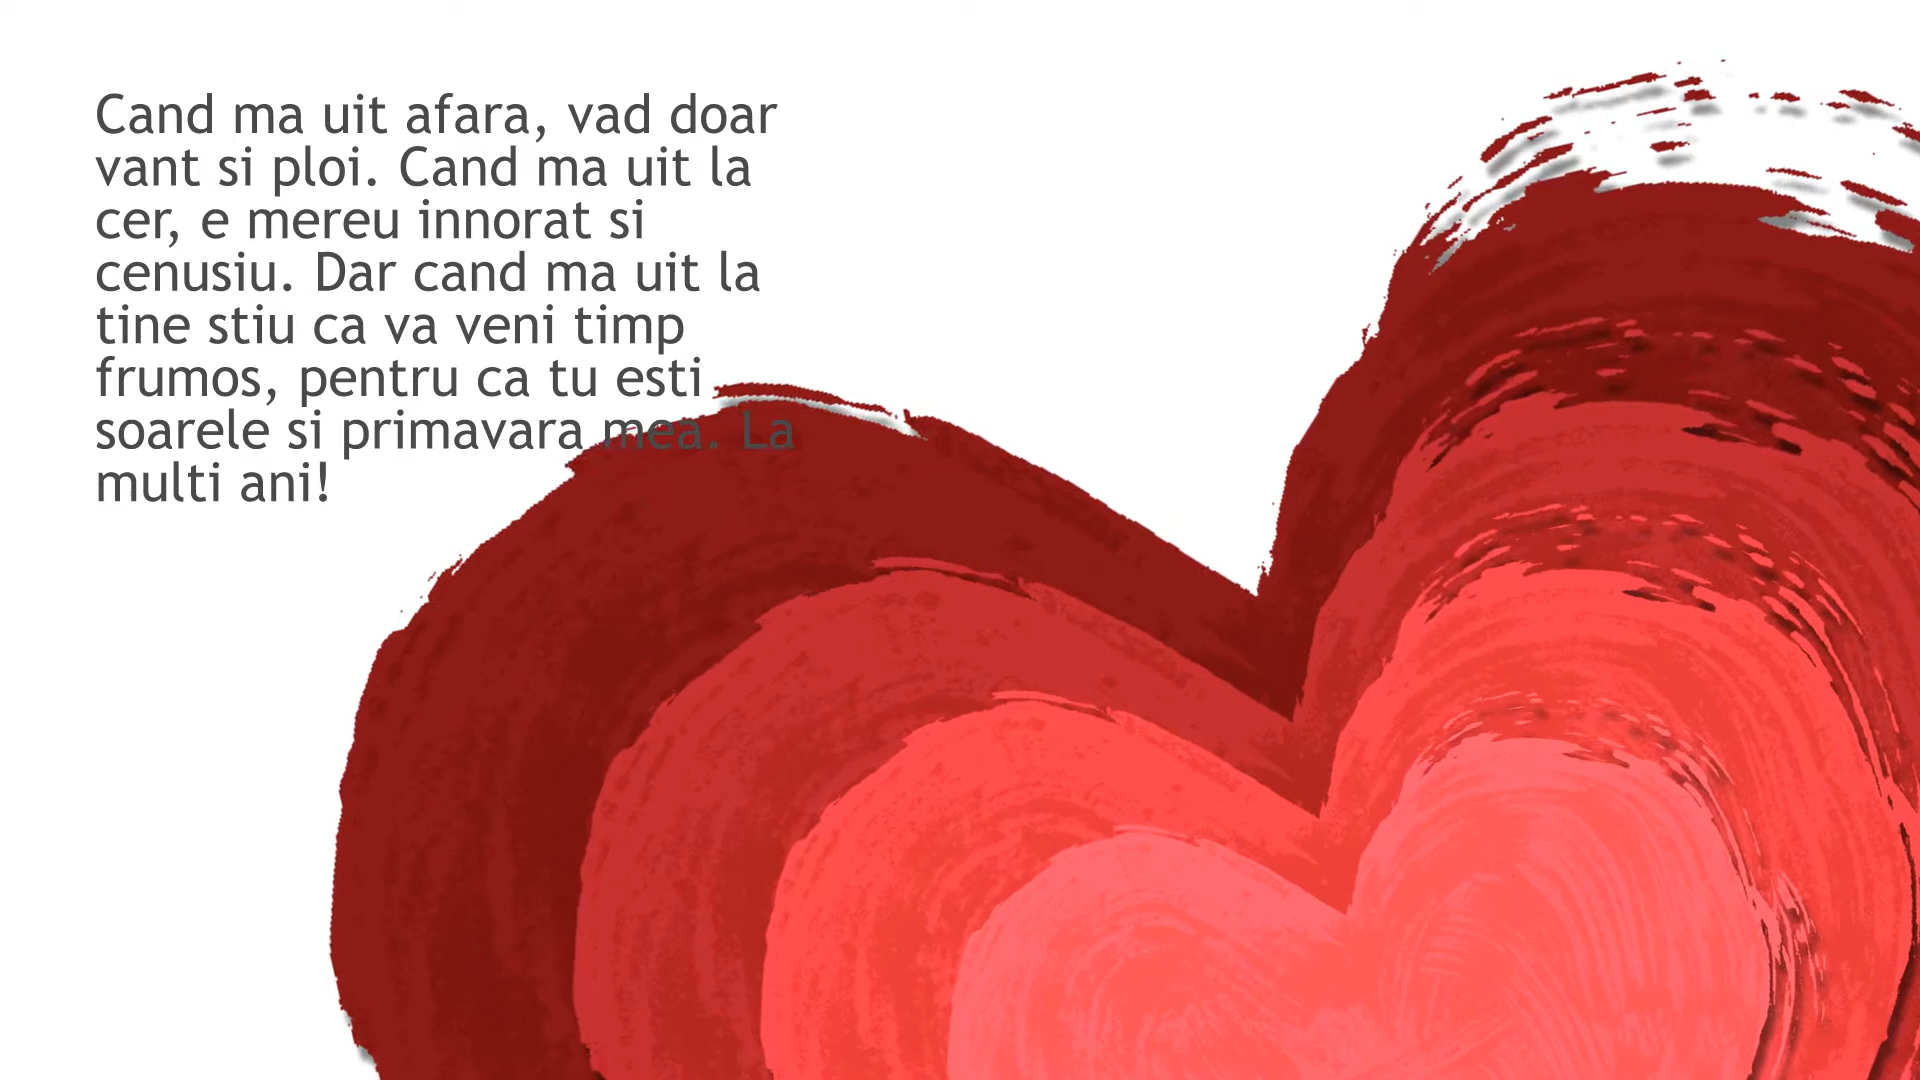 Cand ma uit afara, vad doar
vant si ploi. Cand ma uit la
cer, e mereu innorat si
cenusiu. Dar cand ma uit la
tine stiu ca va veni timp
frumos, pentru ca tu esti
soarele si primavara mea. La
multi ani!